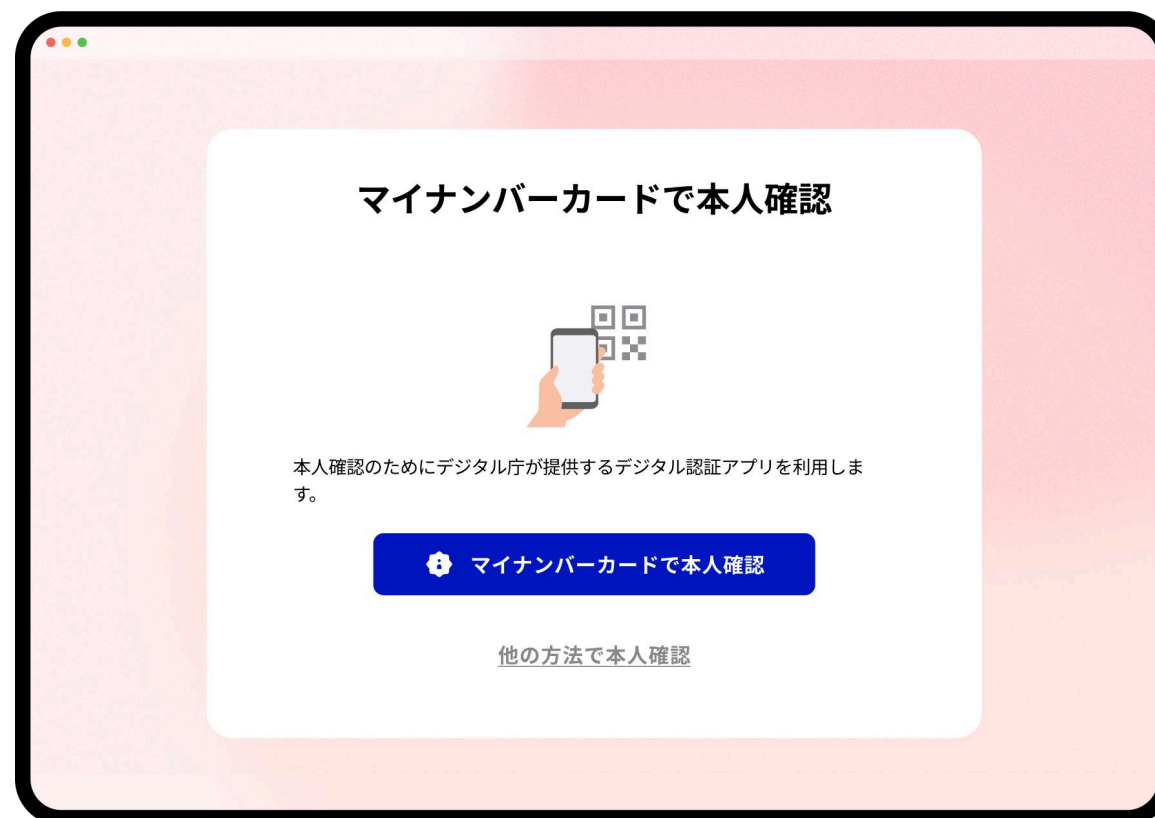 マイナンバーカードで本人確認
本人確認のためにデジタル庁が提供するデジタル認証アプリを利用しま
す。
マイナンバーカードで本人確認
他の方法で本人確認